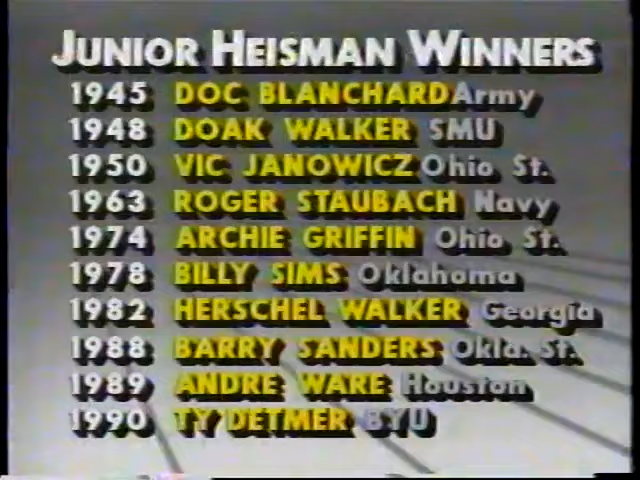 JUNIOR HEISMAN WINNERS
1945 DOC BLANCHARD Army
1948 DOAK WALKER SMU
1950 VIC JANOWICZ Ohio St.
1963 ROGER STAUBACH Navy
1974 ARCHIE GRIFFIN Ohio St.
1978 BILLY SIMS Oklahoma
1982 HERSCHEL WALKER Georgia
1988 BARRY SANDERS Okla. St.
1989 ANDRE WARE Houston
1990 TY DETMER BYU